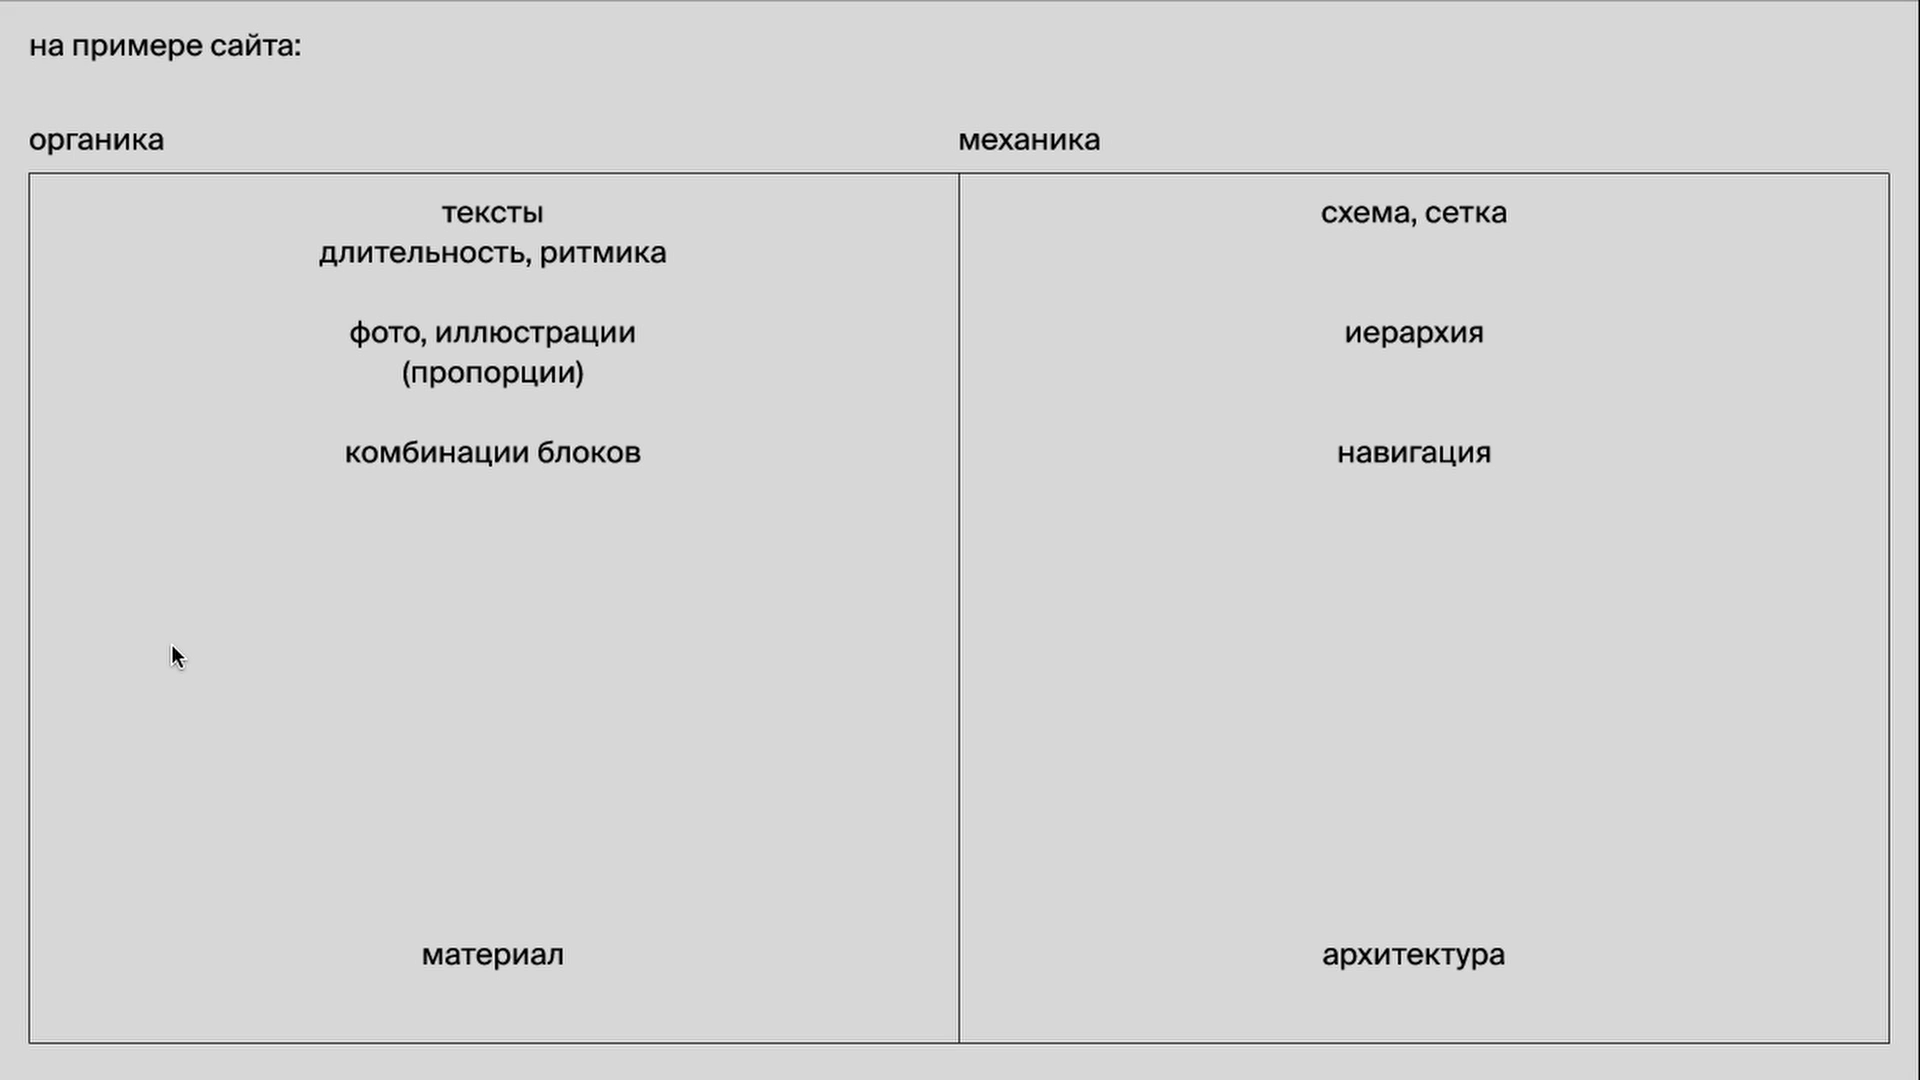 на примере сайта:
органика
механика
тексты
длительность, ритмика
фото, иллюстрации
(пропорции)
комбинации блоков
материал
схема, сетка
иерархия
навигация
архитектура